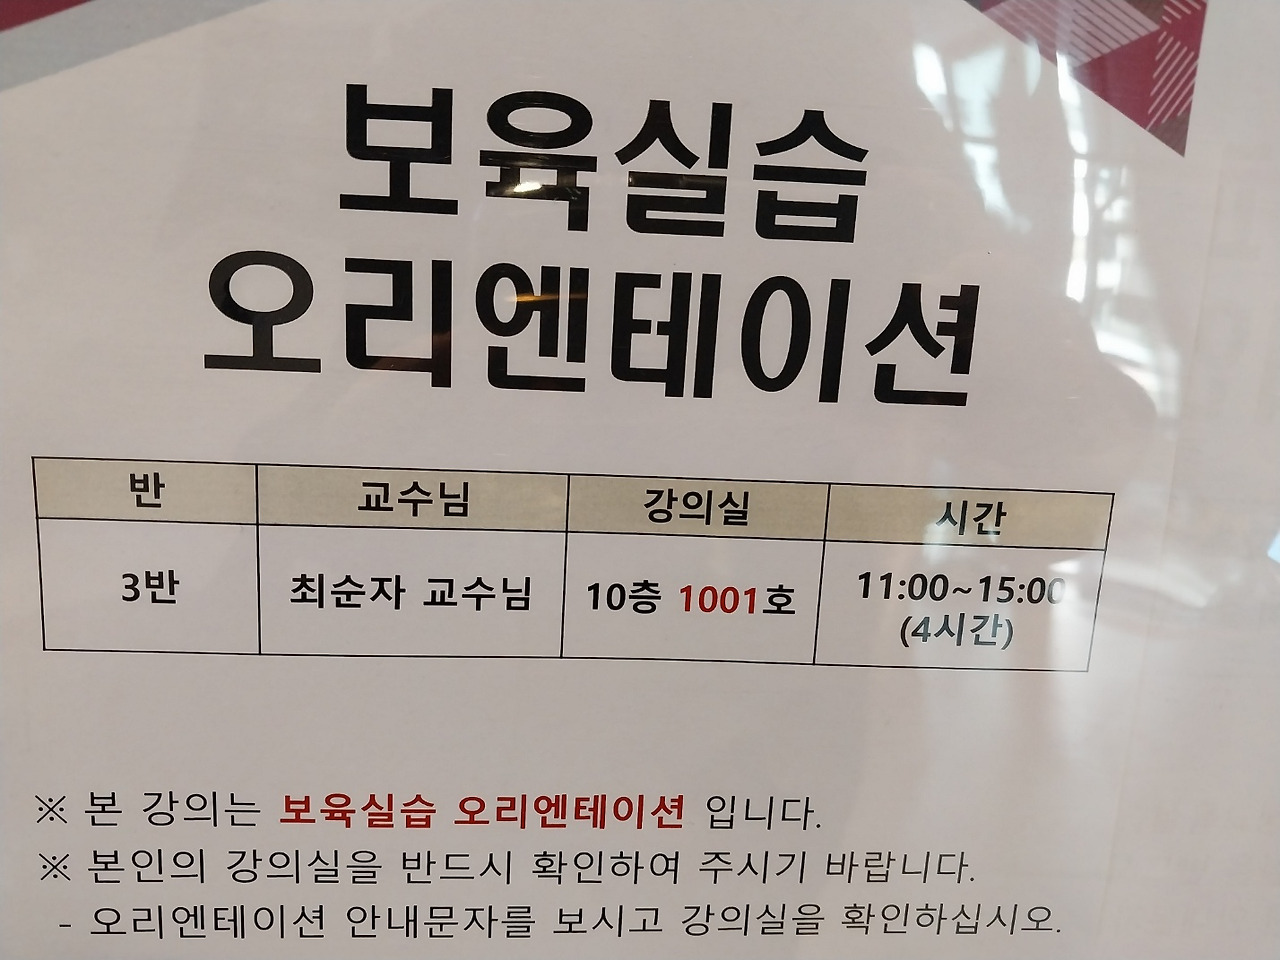 보육실습
오리엔테이션
반 교수님 강의실 시간
3반 최순자 교수님 10층 1001호 11:00~15:00
(4시간)
※ 본 강의는 보육실습 오리엔테이션 입니다.
※ 본인의 강의실을 반드시 확인하여 주시기 바랍니다.
- 오리엔테이션 안내문자를 보시고 강의실을 확인하십시오.